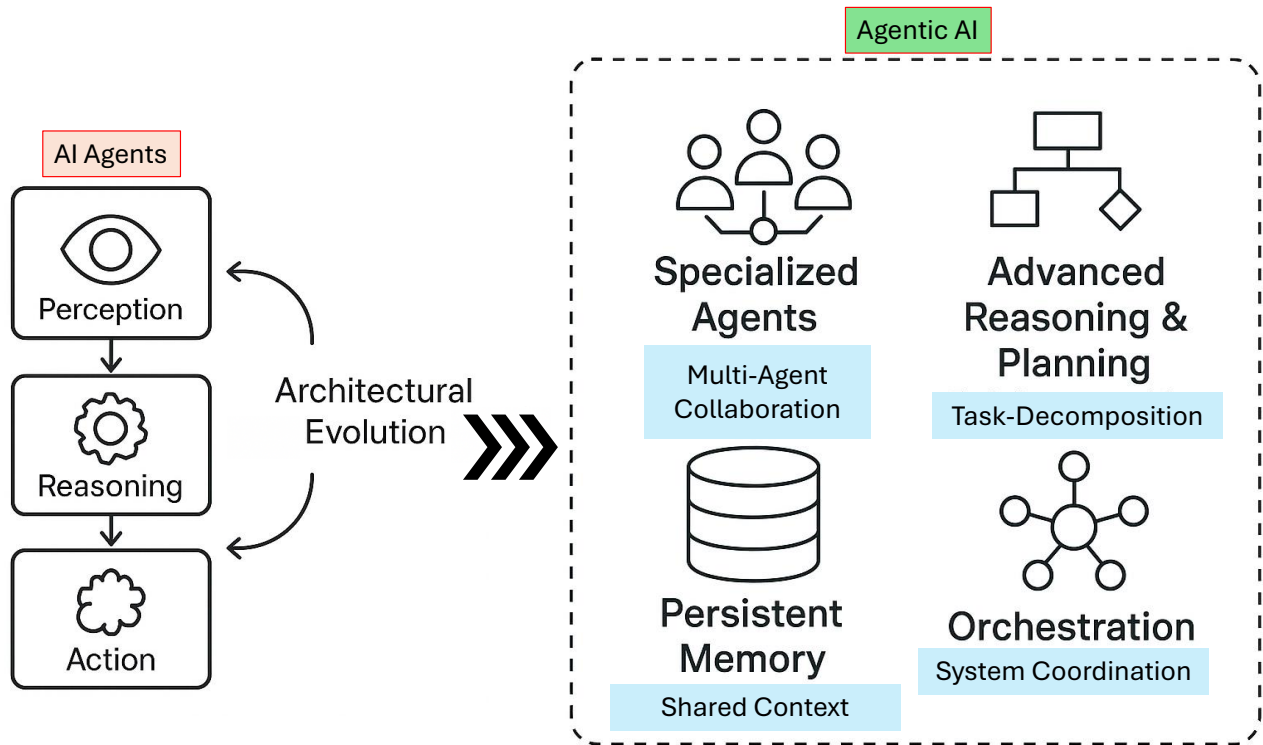 Agentic AI
AI Agents
Perception
Reasoning
Action
Architectural
Evolution
Specialized
Agents
Multi-Agent
Collaboration
Advanced
Reasoning &
Planning
Task-Decomposition
Persistent
Memory
Shared Context
Orchestration
System Coordination